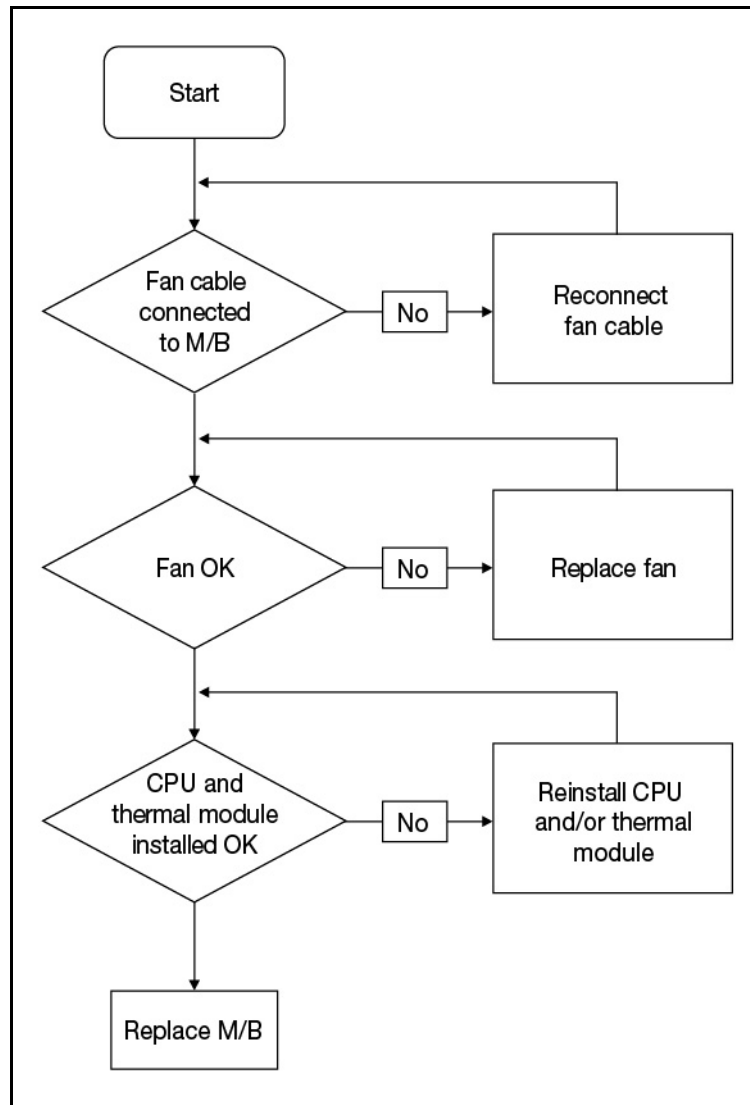 Start
Fan cable
connected
to M/B
No
Reconnect
fan cable
Fan OK
No
Replace fan
CPU and
thermal module
installed OK
No
Reinstall CPU
and/or thermal
module
Replace M/B